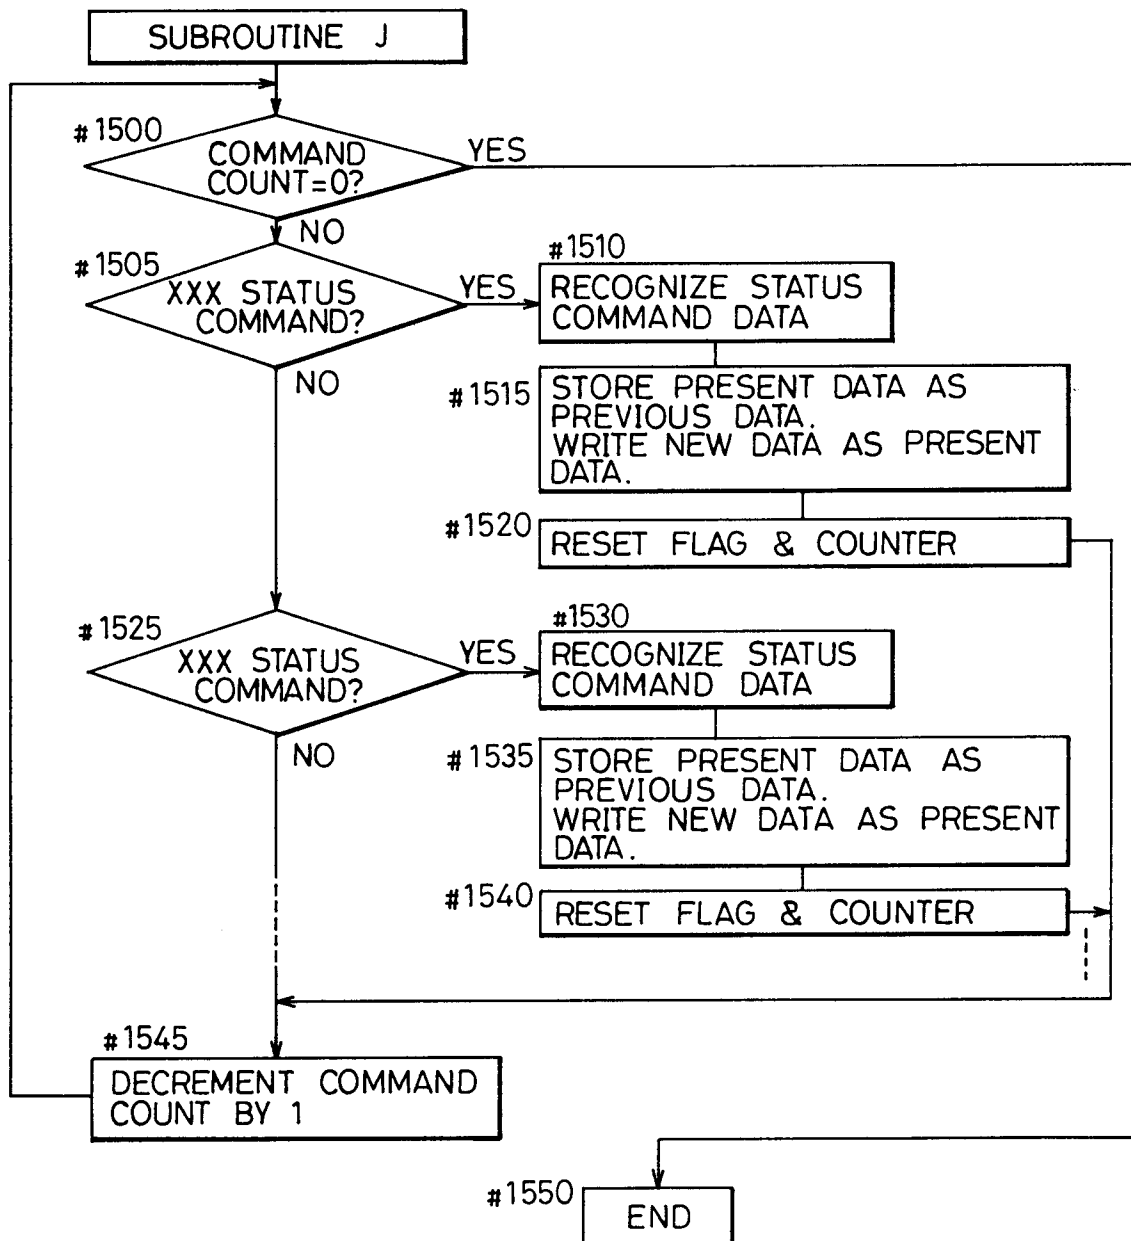 SUBROUTINE J
#1500
COMMAND
COUNT=0?
YES
NO
#1505
XXX STATUS
COMMAND?
YES
NO
#1510
RECOGNIZE STATUS
COMMAND DATA
#1515
STORE PRESENT DATA AS
PREVIOUS DATA.
WRITE NEW DATA AS PRESENT
DATA.
#1520
RESET FLAG & COUNTER
#1525
XXX STATUS
COMMAND?
YES
NO
#1530
RECOGNIZE STATUS
COMMAND DATA
#1535
STORE PRESENT DATA AS
PREVIOUS DATA.
WRITE NEW DATA AS PRESENT
DATA.
#1540
RESET FLAG & COUNTER
#1545
DECREMENT COMMAND
COUNT BY 1
#1550
END